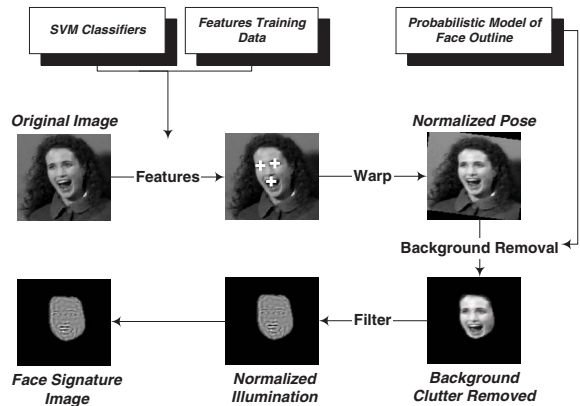 SVM Classifiers
Features Training
Data
Probabilistic Model of
Face Outline
Original Image
Normalized Pose
Features
Warp
Background Removal
Filter
Face Signature
Image
Normalized
Illumination
Background
Clutter Removed